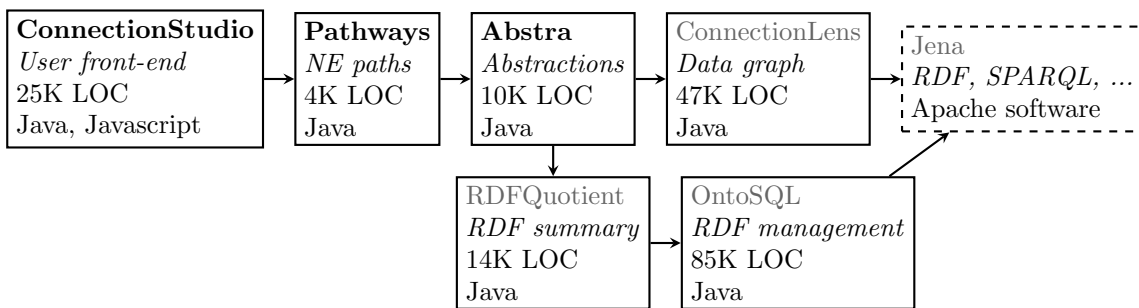 ConnectionStudio
User front-end
25K LOC
Java, Javascript
Pathways
NE paths
4K LOC
Java
Abstra
Abstractions
10K LOC
Java
ConnectionLens
Data graph
47K LOC
Java
Jena
RDF, SPARQL, ...
Apache software
RDFQuotient
RDF summary
14K LOC
Java
OntoSQL
RDF management
85K LOC
Java